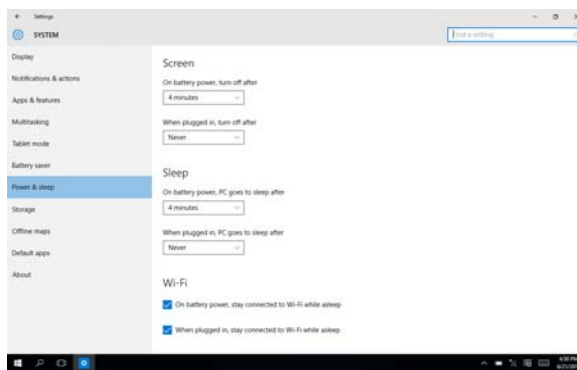 Settings
SYSTEM
Find a setting
Display
Notifications & actions
Apps & features
Multitasking
Tablet mode
Battery saver
Power & sleep
Storage
Offline maps
Default apps
About
Screen
On battery power, turn off after
4 minutes
When plugged in, turn off after
Never
Sleep
On battery power, PC goes to sleep after
4 minutes
When plugged in, PC goes to sleep after
Never
Wi-Fi
On battery power, stay connected to Wi-Fi while asleep
When plugged in, stay connected to Wi-Fi while asleep
4:50 PM